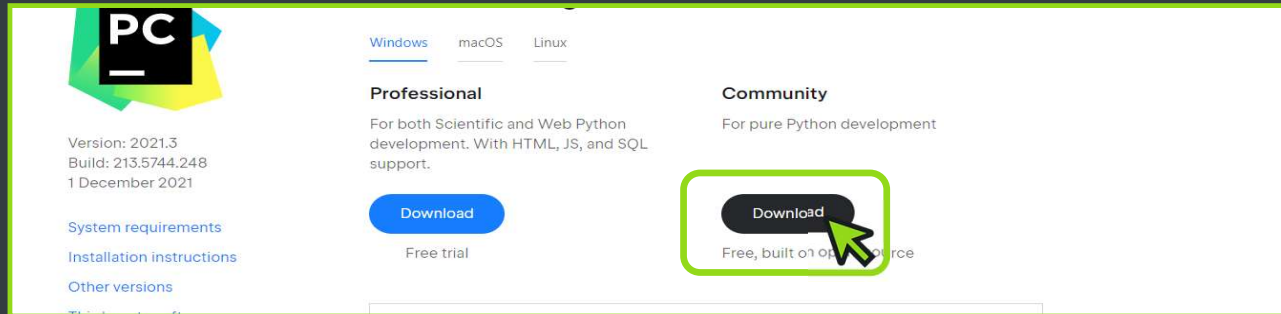 PC
Windows macOS Linux
Professional
For both Scientific and Web Python
development. With HTML, JS, and SQL
support.
Download
Free trial
Community
For pure Python development
Download
Free, built on
Version: 2021.3
Build: 213.5744.248
1 December 2021
System requirements
Installation instructions
Other versions